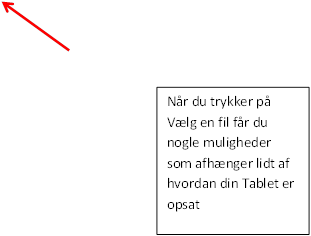 Når du trykker på
Vælg en fil får du
nogle muligheder
som afhænger lidt af
hvordan din Tablet er
opsat